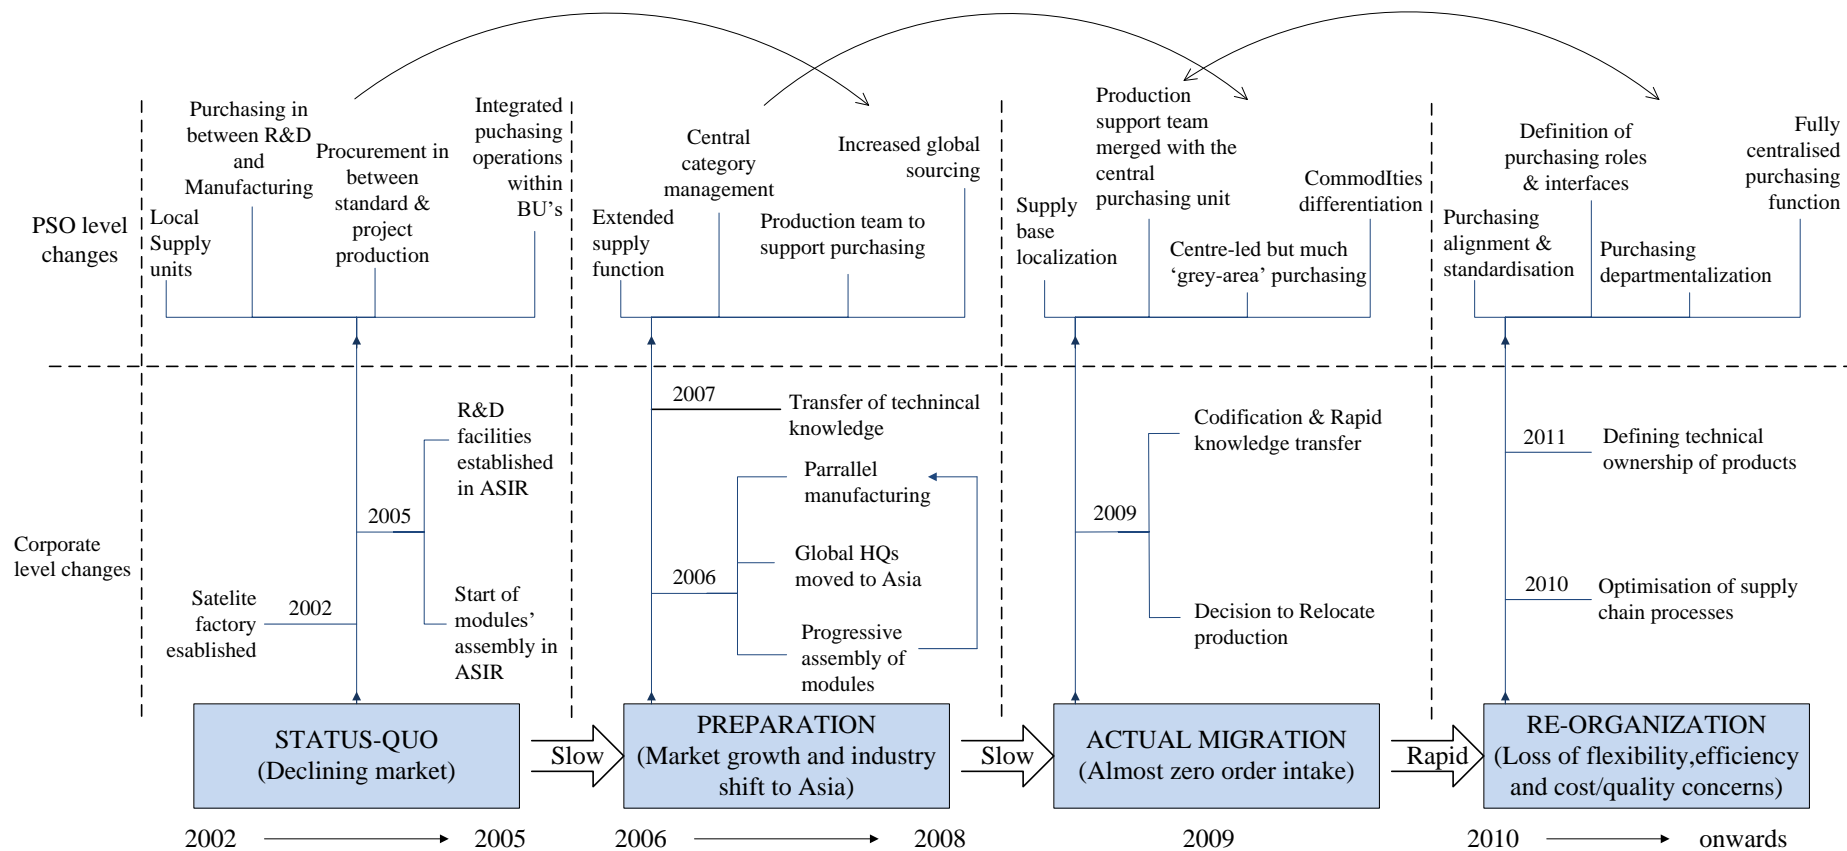 PSO level
changes
Purchasing in
between R&D
and
Manufacturing
Local
Supply
units
Procurement in
between
standard &
project
production
Integrated
puchasing
operations
within
BU's
Extended
supply
function
Central
category
management
Production team to
support purchasing
Increased global
sourcing
Supply
base
localization
Production
support team
merged with the
central
purchasing unit
Centre-led but much
'grey-area' purchasing
CommodIties
differentiation
Purchasing
alignment &
standardisation
Definition of
purchasing roles
& interfaces
Purchasing
departmentalization
Fully
centralised
purchasing
function
Corporate
level changes
Satelite
factory
esablished
2002
2005
R&D
facilities
established
in ASIR
Start of
modules'
assembly in
ASIR
2007
Transfer of technincal
knowledge
2006
Parrallel
manufacturing
Global HQs
moved to Asia
Progressive
assembly of
modules
2009
Codification & Rapid
knowledge transfer
Decision to Relocate
production
2011
Defining technical
ownership of products
2010
Optimisation of supply
chain processes
STATUS-QUO
(Declining market)
Slow
PREPARATION
(Market growth and industry
shift to Asia)
Slow
ACTUAL MIGRATION
(Almost zero order intake)
Rapid
RE-ORGANIZATION
(Loss of flexibility,efficiency
and cost/quality concerns)
2002
2005
2006
2008
2009
2010
onwards